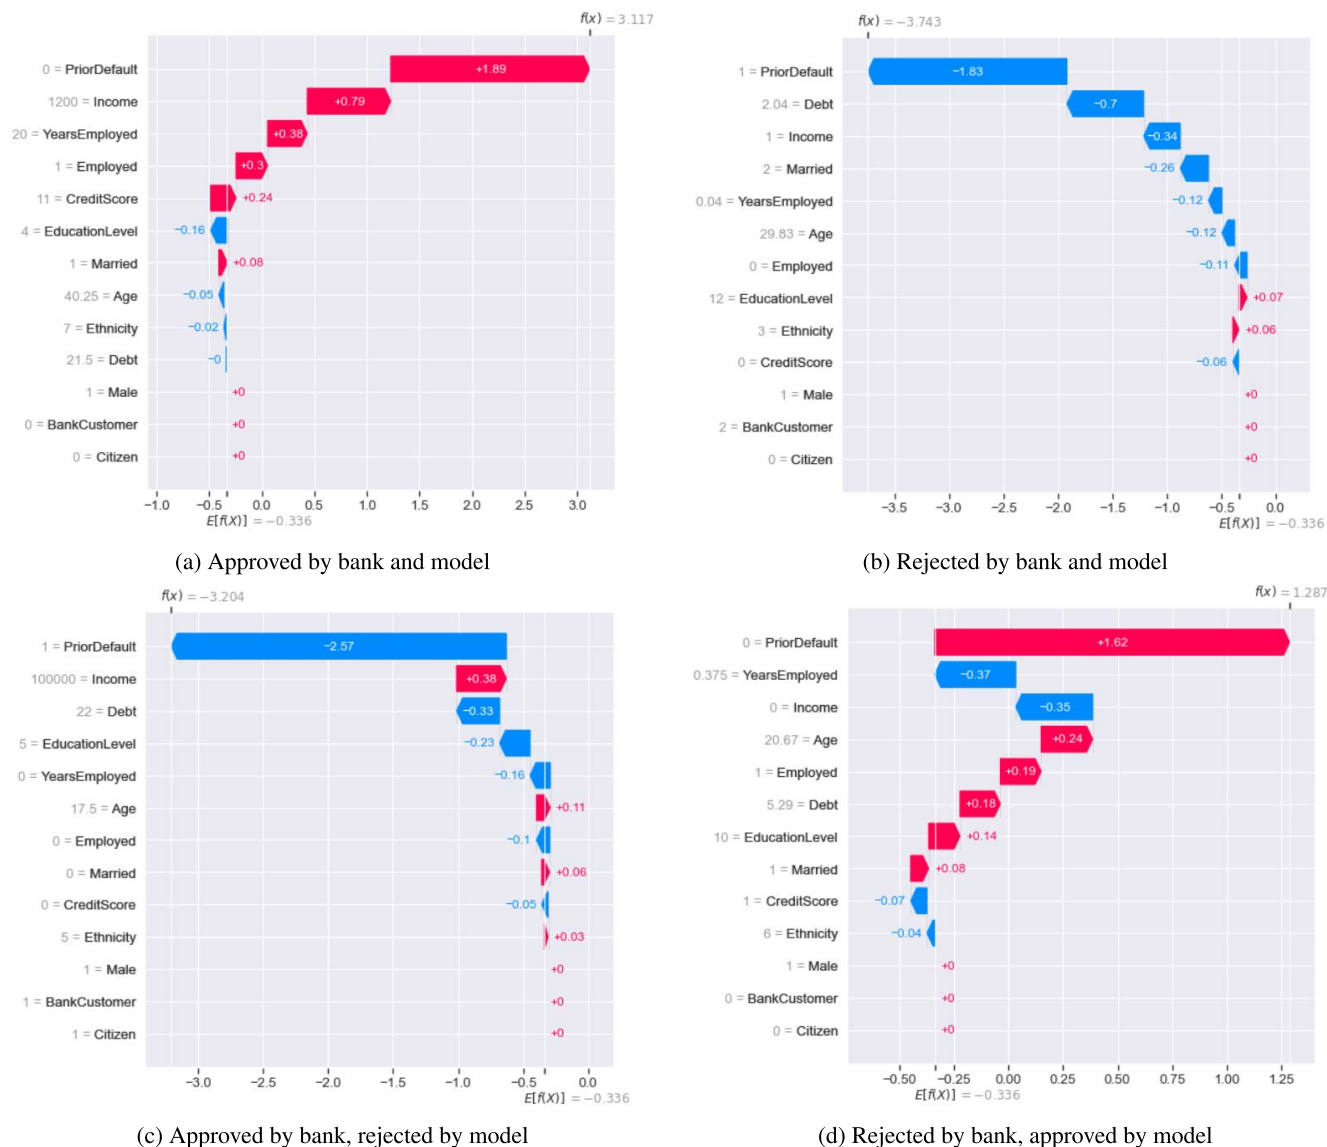 f(x) = 3.117
0 = PriorDefault +1.89
1200 = Income +0.79
20 = YearsEmployed +0.38
1 = Employed +0.3
11 = CreditScore +0.24
4 = EducationLevel −0.16
1 = Married +0.08
40.25 = Age −0.05
7 = Ethnicity −0.02
21.5 = Debt −0
1 = Male +0
0 = BankCustomer +0
0 = Citizen +0
−1.0 −0.5 0.0 0.5 1.0 1.5 2.0 2.5 3.0
E[f(X)] = −0.336
(a) Approved by bank and model
f(x) = −3.743
1 = PriorDefault −1.83
2.04 = Debt −0.7
1 = Income −0.34
2 = Married −0.26
0.04 = YearsEmployed −0.12
29.83 = Age −0.12
0 = Employed −0.11
12 = EducationLevel +0.07
3 = Ethnicity +0.06
0 = CreditScore −0.06
1 = Male +0
2 = BankCustomer +0
0 = Citizen +0
−3.5 −3.0 −2.5 −2.0 −1.5 −1.0 −0.5 0.0
E[f(X)] = −0.336
(b) Rejected by bank and model
f(x) = −3.204
1 = PriorDefault −2.57
100000 = Income +0.38
22 = Debt −0.33
5 = EducationLevel −0.23
0 = YearsEmployed −0.16
17.5 = Age +0.11
0 = Employed −0.1
0 = Married +0.06
0 = CreditScore −0.05
5 = Ethnicity +0.03
1 = Male +0
1 = BankCustomer +0
1 = Citizen +0
−3.0 −2.5 −2.0 −1.5 −1.0 −0.5 0.0
E[f(X)] = −0.336
(c) Approved by bank, rejected by model
f(x) = 1.287
0 = PriorDefault +1.62
0.375 = YearsEmployed −0.37
0 = Income −0.35
20.67 = Age +0.24
1 = Employed +0.19
5.29 = Debt +0.18
10 = EducationLevel +0.14
1 = Married +0.08
1 = CreditScore −0.07
6 = Ethnicity −0.04
1 = Male +0
0 = BankCustomer +0
0 = Citizen +0
−0.50 −0.25 0.00 0.25 0.50 0.75 1.00 1.25
E[f(X)] = −0.336
(d) Rejected by bank, approved by model